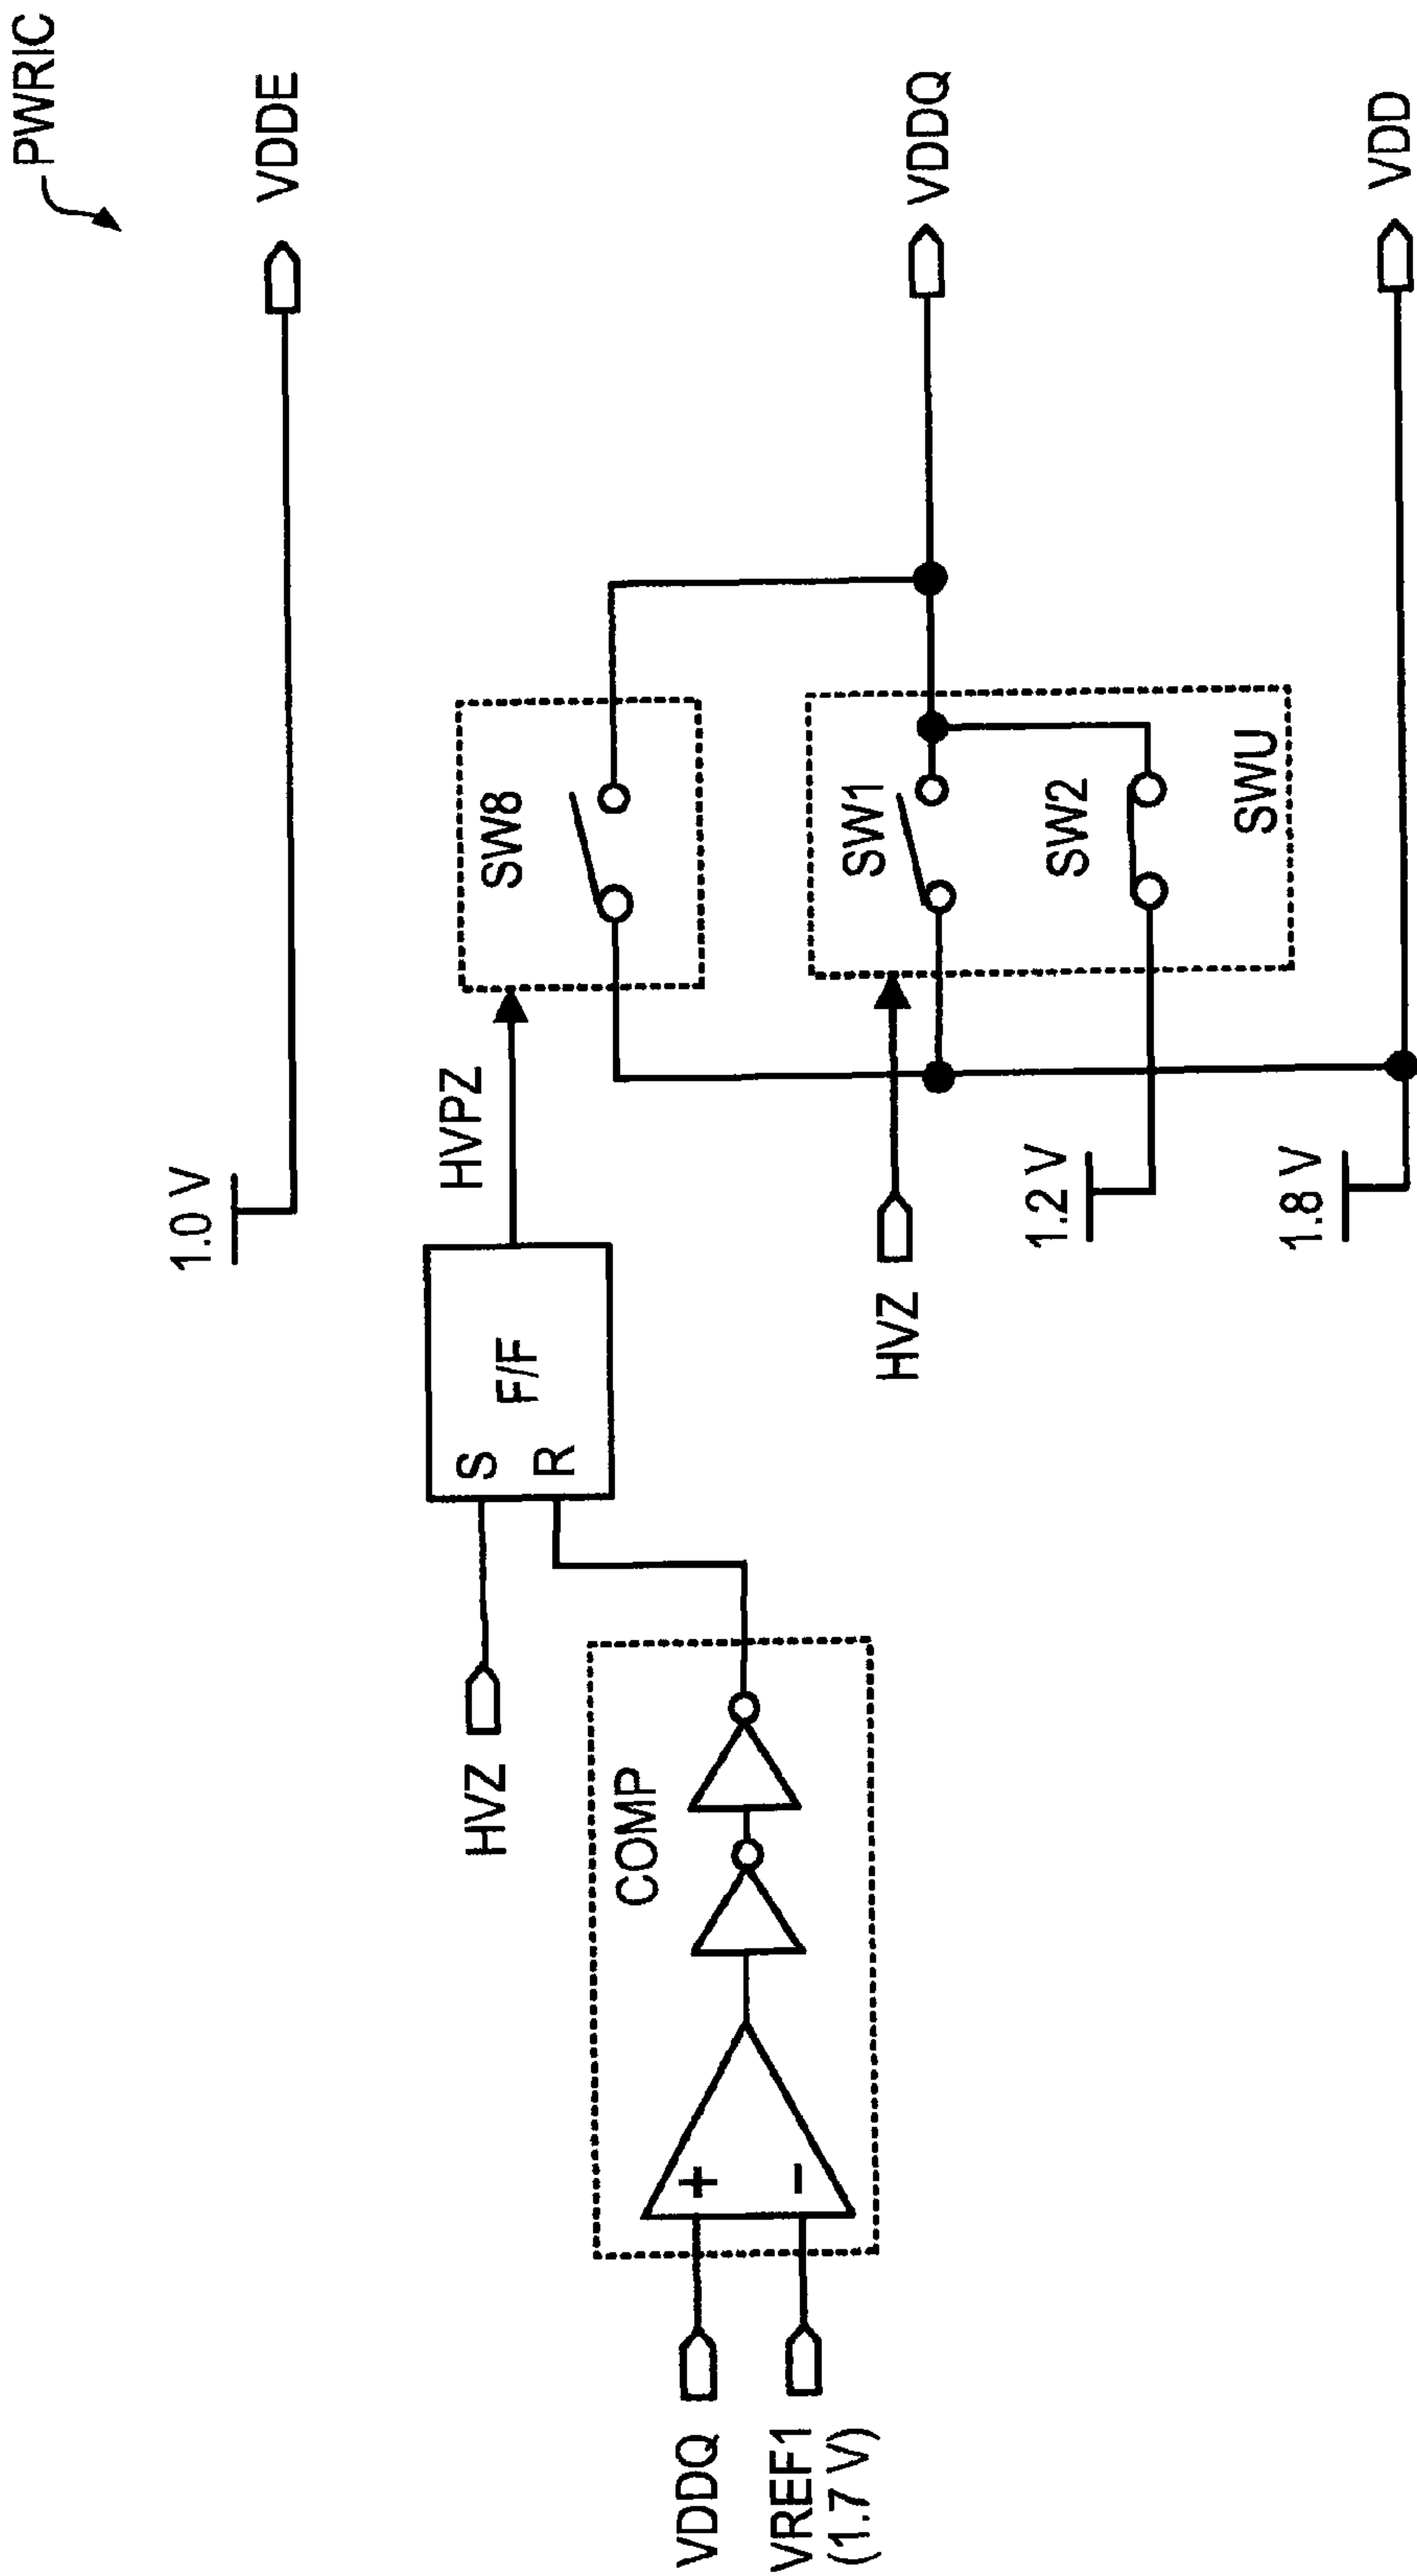 PWRIC
1.0 V
VDDE
HVZ
S
R
F/F
HVPZ
SW8
COMP
VDDQ
+
VREF1
(1.7 V)
−
HVZ
SW1
VDDQ
1.2 V
SW2
SWU
1.8 V
VDD